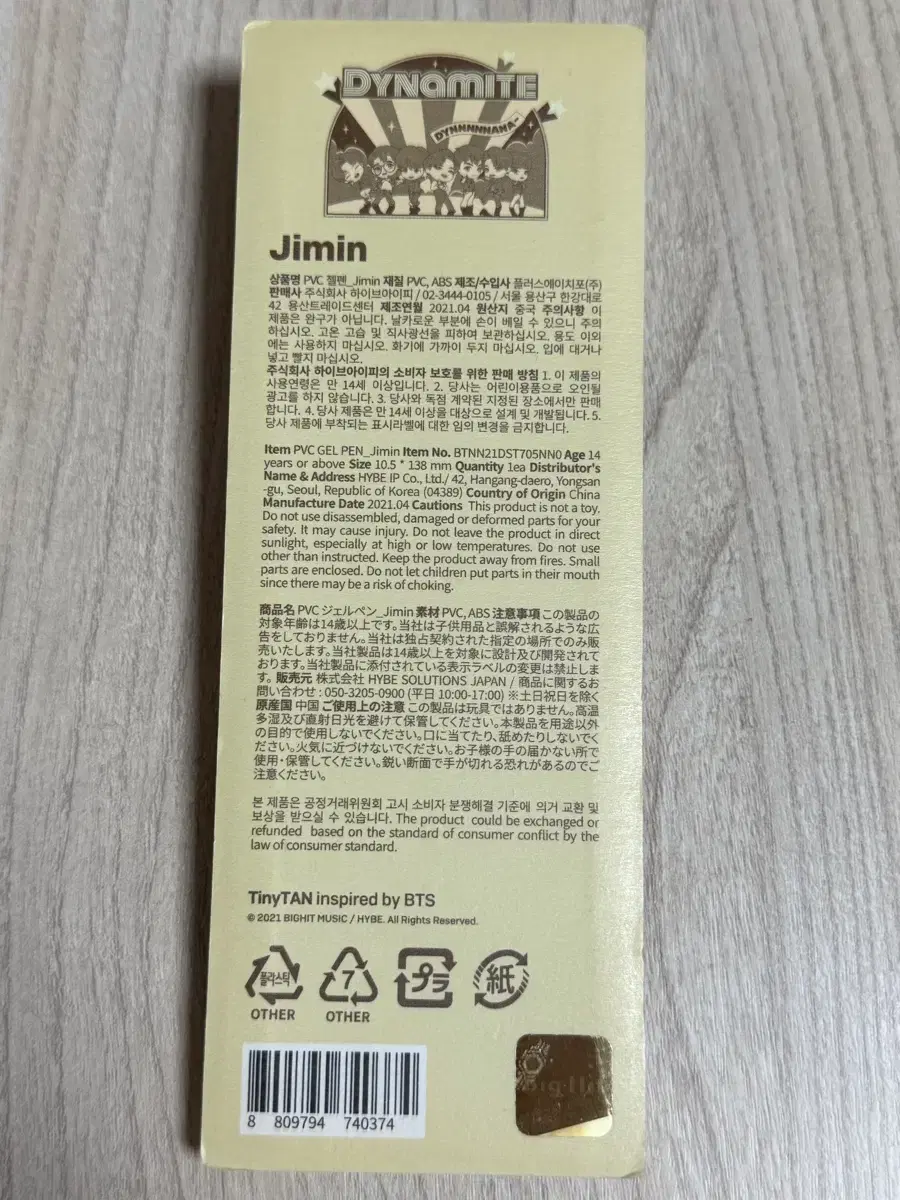 DYNAMITE
DYNNNNNANA~
Jimin
상품명 PVC 젤펜_Jimin 재질 PVC, ABS 제조/수입사 플러스에이치포(주)
판매사 주식회사 하이브아이피 / 02-3444-0105 / 서울 용산구 한강대로
42 용산트레이드센터 제조연월 2021.04 원산지 중국 주의사항 이
제품은 완구가 아닙니다. 날카로운 부분에 손이 베일 수 있으니 주의
하십시오. 고온 고습 및 직사광선을 피하여 보관하십시오. 용도 이외
에는 사용하지 마십시오. 화기에 가까이 두지 마십시오. 입에 대거나
넣고 빨지 마십시오.
주식회사 하이브아이피의 소비자 보호를 위한 판매 방침 1. 이 제품의
사용연령은 만 14세 이상입니다. 2. 당사는 어린이용품으로 오인될
광고를 하지 않습니다. 3. 당사와 독점 계약된 지정된 장소에서만 판매
합니다. 4. 당사 제품은 만 14세 이상을 대상으로 설계 및 개발됩니다. 5.
당사 제품에 부착되는 표시라벨에 대한 임의 변경을 금지합니다.
Item PVC GEL PEN_Jimin Item No. BTNN21DST705NN0 Age 14
years or above Size 10.5 * 138 mm Quantity 1ea Distributor's
Name & Address HYBE IP Co., Ltd./ 42, Hangang-daero, Yongsan
-gu, Seoul, Republic of Korea (04389) Country of Origin China
Manufacture Date 2021.04 Cautions This product is not a toy.
Do not use disassembled, damaged or deformed parts for your
safety. It may cause injury. Do not leave the product in direct
sunlight, especially at high or low temperatures. Do not use
other than instructed. Keep the product away from fires. Small
parts are enclosed. Do not let children put parts in their mouth
since there may be a risk of choking.
商品名 PVC ジェルペン_Jimin 素材 PVC, ABS 注意事項 この製品の
対象年齢は14歳以上です。当社は子供用品と誤解されるような広
告をしておりません。当社は独占契約された指定の場所でのみ販
売いたします。当社製品は14歳以上を対象に設計及び開発されて
おります。当社製品に添付されている表示ラベルの変更は禁止しま
す。 販売元 株式会社 HYBE SOLUTIONS JAPAN / 商品に関するお
問い合わせ : 050-3205-0900 (平日 10:00-17:00) ※土日祝日を除く
原産国 中国 ご使用上の注意 この製品は玩具ではありません。高温
多湿及び直射日光を避けて保管してください。本製品を用途以外
の目的で使用しないでください。口に当てたり、舐めたりしないでく
ださい。火気に近づけないでください。お子様の手の届かない所で
使用・保管してください。鋭い断面で手が切れる恐れがあるのでご
注意ください。
본 제품은 공정거래위원회 고시 소비자 분쟁해결 기준에 의거 교환 및
보상을 받으실 수 있습니다. The product could be exchanged or
refunded based on the standard of consumer conflict by the
law of consumer standard.
TinyTAN inspired by BTS
© 2021 BIGHIT MUSIC / HYBE. All Rights Reserved.
플라스틱 7 プラ 紙
OTHER OTHER
8 809794 740374